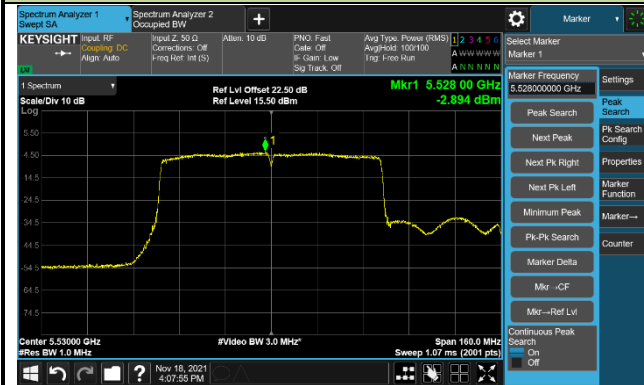 Spectrum Analyzer 1
Swept SA
Spectrum Analyzer 2
Occupied BW
+
Marker
KEYSIGHT
Input: RF
Coupling: DC
Align: Auto
Input Z: 50 Ω
Corrections: Off
Freq Ref: Int (S)
Atten: 10 dB
PNO: Fast
Gate: Off
IF Gain: Low
Sig Track: Off
Avg Type: Power (RMS)
Avg|Hold: 100/100
Trig: Free Run
1 2 3 4 5 6
A W W W W W
A N N N N N
LXI
Select Marker
Marker 1
1 Spectrum
Scale/Div 10 dB
Log
Ref Lvl Offset 22.50 dB
Ref Level 15.50 dBm
Mkr1 5.528 00 GHz
-2.894 dBm
Marker Frequency
5.528000000 GHz
Peak Search
Next Peak
Next Pk Right
Next Pk Left
Minimum Peak
Pk-Pk Search
Marker Delta
Mkr→CF
Mkr→Ref Lvl
Continuous Peak
Search
On
Off
Settings
Peak
Search
Pk Search
Config
Properties
Marker
Function
Marker→
Counter
1
5.50
-4.50
-14.5
-24.5
-34.5
-44.5
-54.5
-64.5
-74.5
Center 5.53000 GHz
#Res BW 1.0 MHz
#Video BW 3.0 MHz*
Span 160.0 MHz
Sweep 1.07 ms (2001 pts)
?
Nov 18, 2021
4:07:55 PM